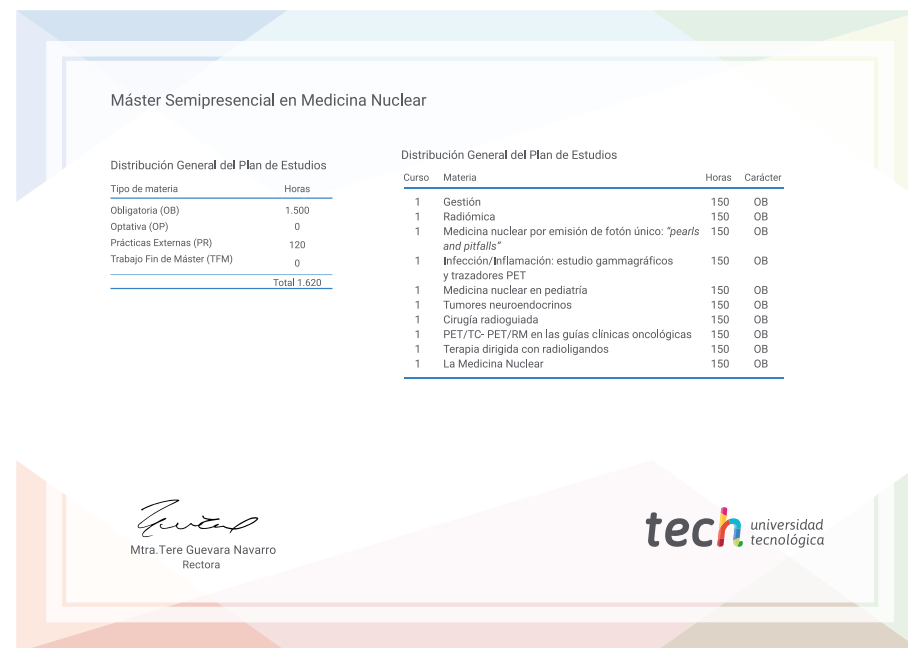 Máster Semipresencial en Medicina Nuclear
Distribución General del Plan de Estudios
Tipo de materia Horas
Obligatoria (OB) 1.500
Optativa (OP) 0
Prácticas Externas (PR) 120
Trabajo Fin de Máster (TFM) 0
Total 1.620
Distribución General del Plan de Estudios
Curso Materia Horas Carácter
1 Gestión 150 OB
1 Radiómica 150 OB
1 Medicina nuclear por emisión de fotón único: “pearls 150 OB
and pitfalls”
1 Infección/Inflamación: estudio gammagráficos 150 OB
y trazadores PET
1 Medicina nuclear en pediatría 150 OB
1 Tumores neuroendocrinos 150 OB
1 Cirugía radioguiada 150 OB
1 PET/TC- PET/RM en las guías clínicas oncológicas 150 OB
1 Terapia dirigida con radioligandos 150 OB
1 La Medicina Nuclear 150 OB
Mtra.Tere Guevara Navarro
Rectora
tech universidad
tecnológica